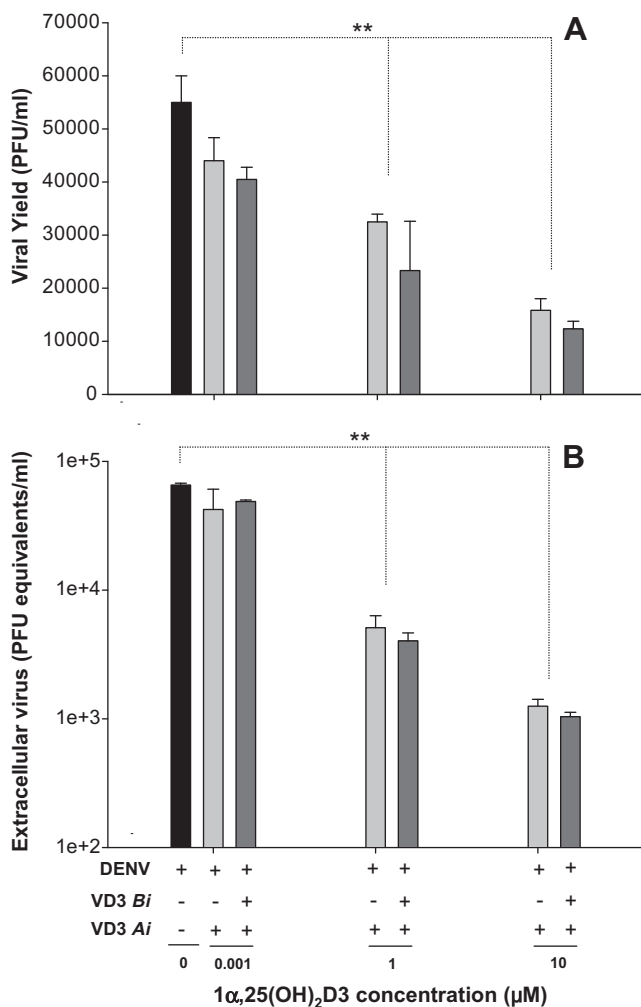 70000
60000
50000
40000
30000
20000
10000
0
Viral Yield (PFU/ml)
**
A
1e+5
1e+4
1e+3
1e+2
Extracellular virus (PFU equivalents/ml)
**
B
DENV + + + + + + +
VD3 Bi - - + - + - +
VD3 Ai - + + + + + +
0 0.001 1 10
1α,25(OH)₂D3 concentration (µM)